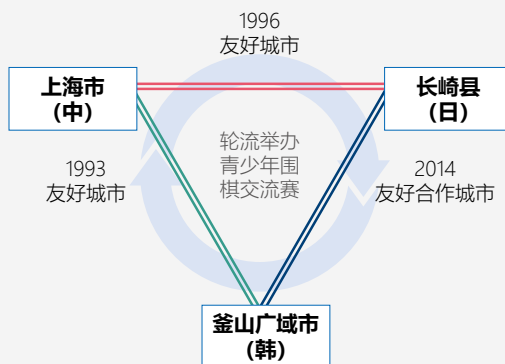 1996
友好城市
上海市
(中)
长崎县
(日)
轮流举办
青少年围
棋交流赛
1993
友好城市
2014
友好合作城市
釜山广域市
(韩)